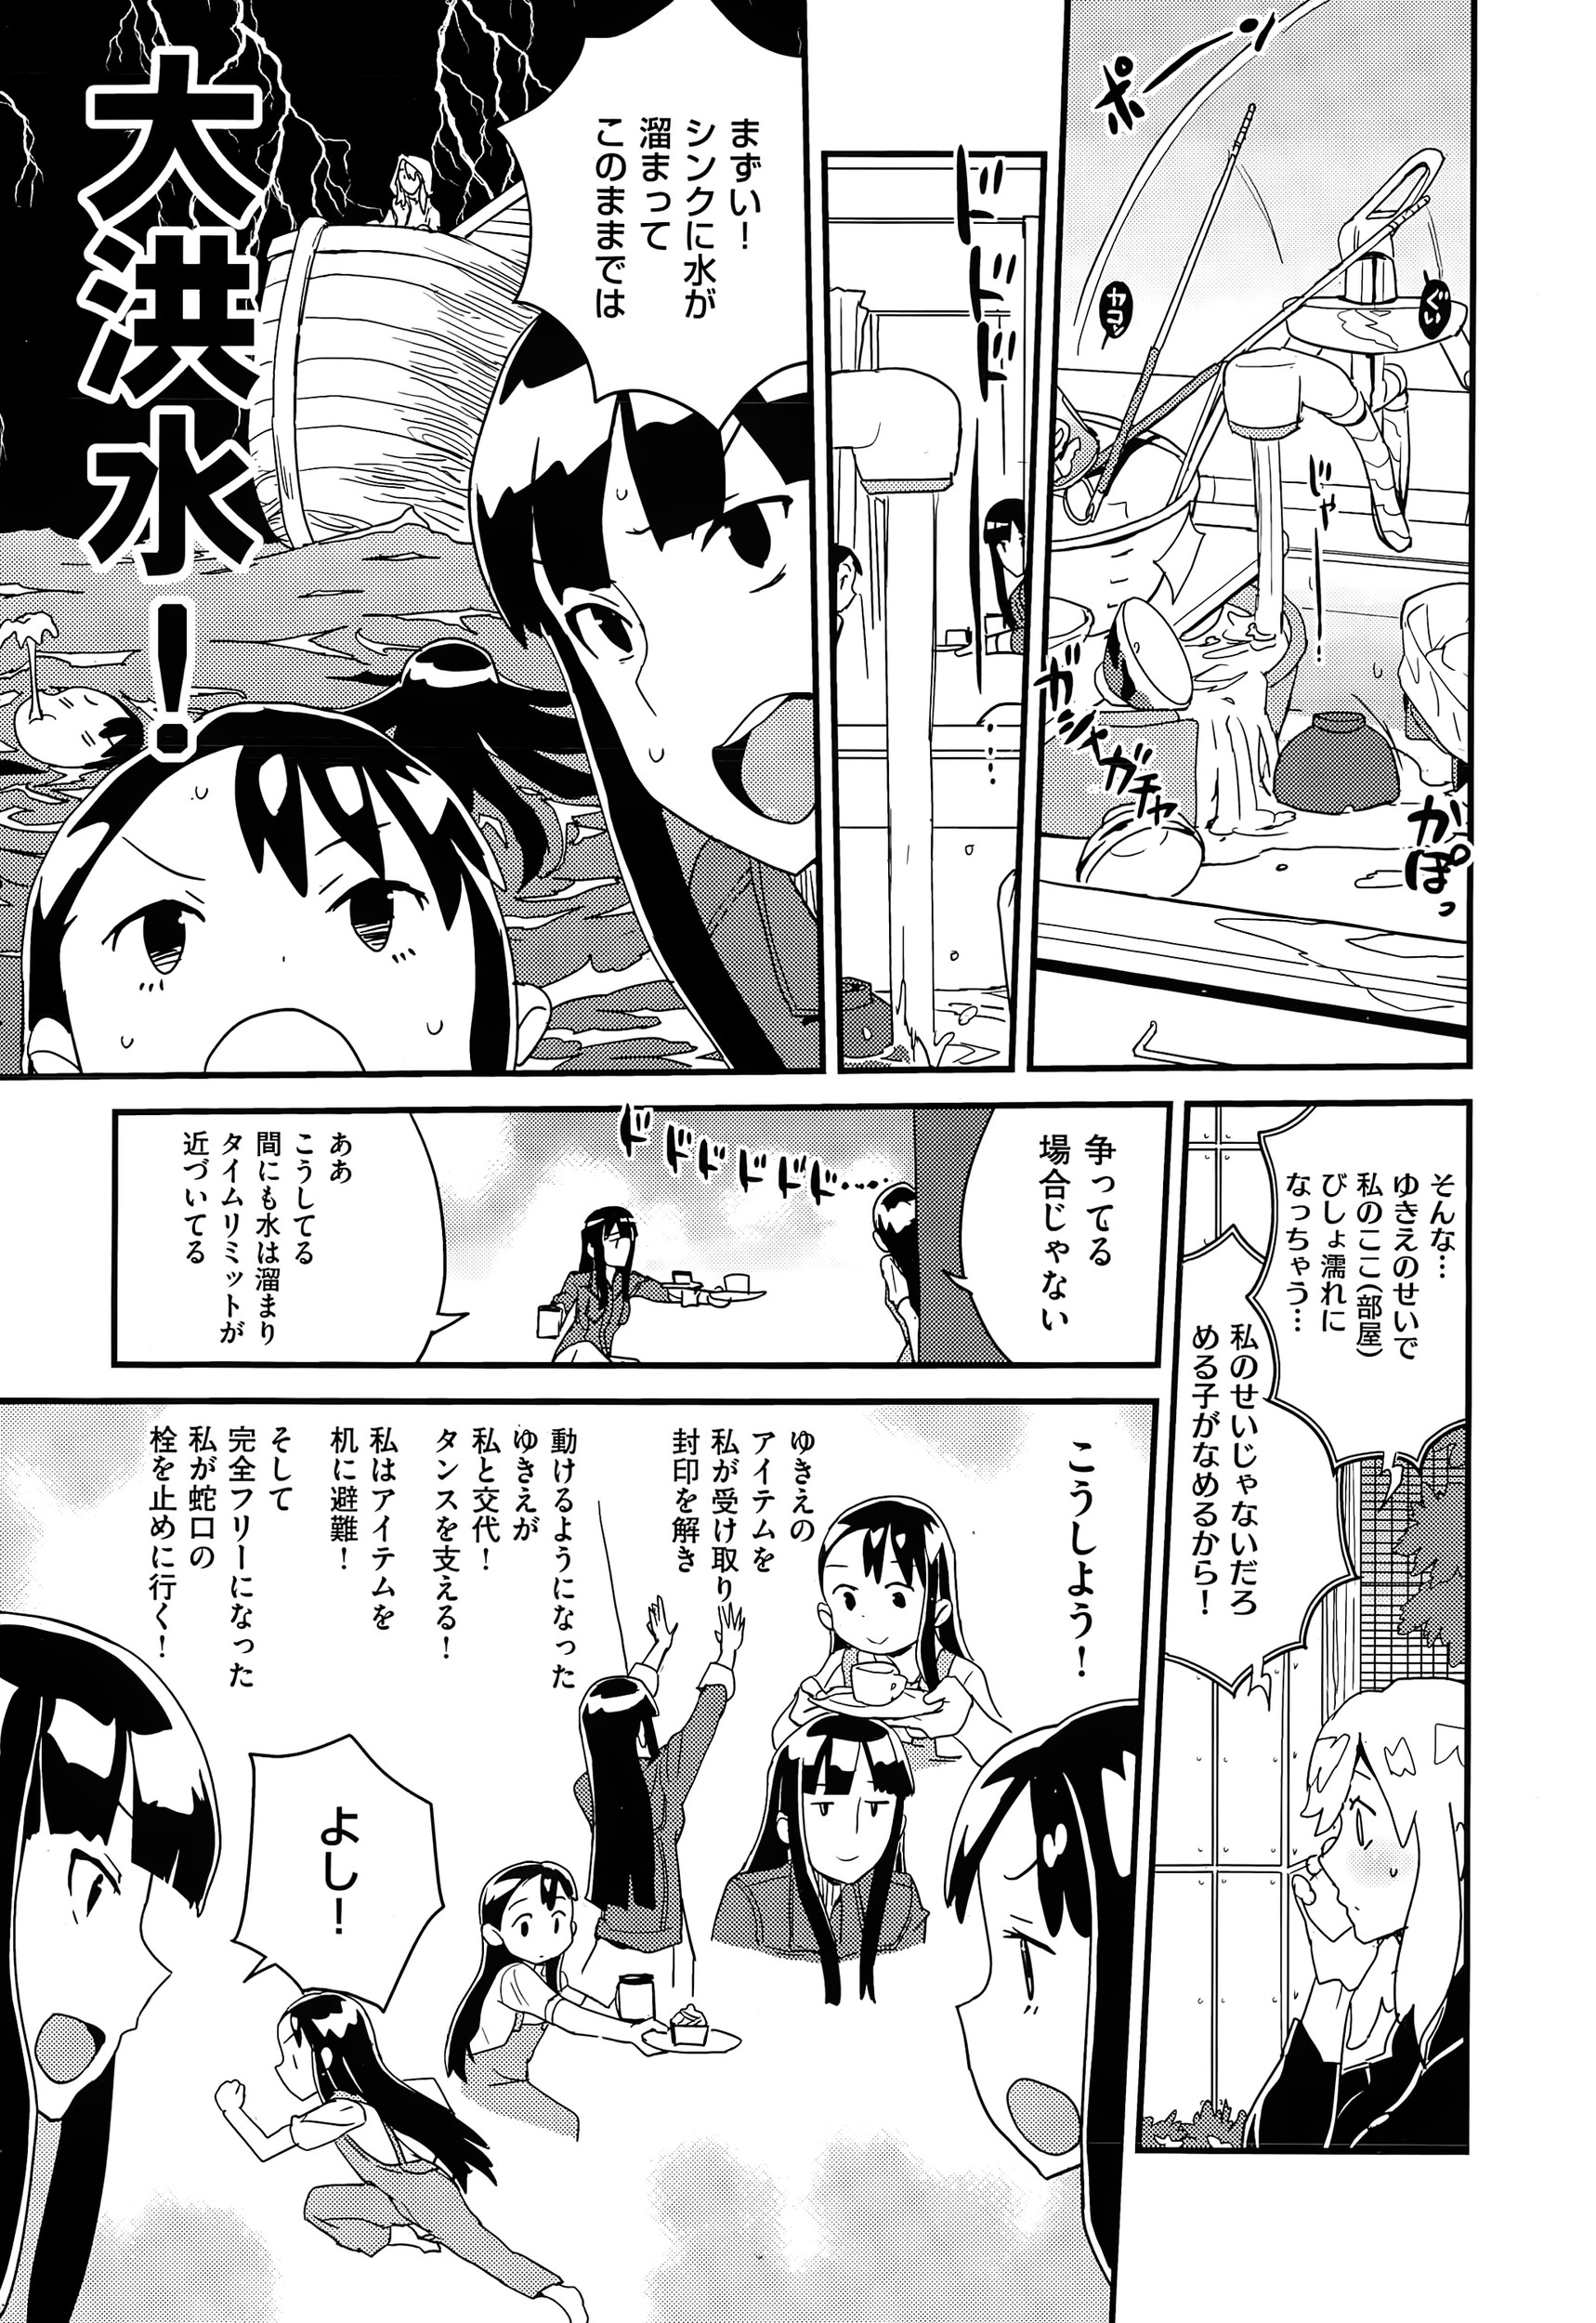 ポーン
ぐい
カコッ
じゃーーー…
ガシャガチャ
かぽっ
ドドド…
まずい！
シンクに水が
溜まって
このままでは
大洪水！
そんな…
ゆきえのせいで
私のここ(部屋)
びしょ濡れに
なっちゃう…
私のせいじゃないだろ
める子がなめるから！
争ってる
場合じゃない
ドドドドドド……
ああ
こうしてる
間にも水は溜まり
タイムリミットが
近づいてる
こうしよう！
ゆきえの
アイテムを
私が受け取り
封印を解き
動けるようになった
ゆきえが
私と交代！
タンスを支える！
私はアイテムを
机に避難！
そして
完全フリーになった
私が蛇口の
栓を止めに行く！
よし！